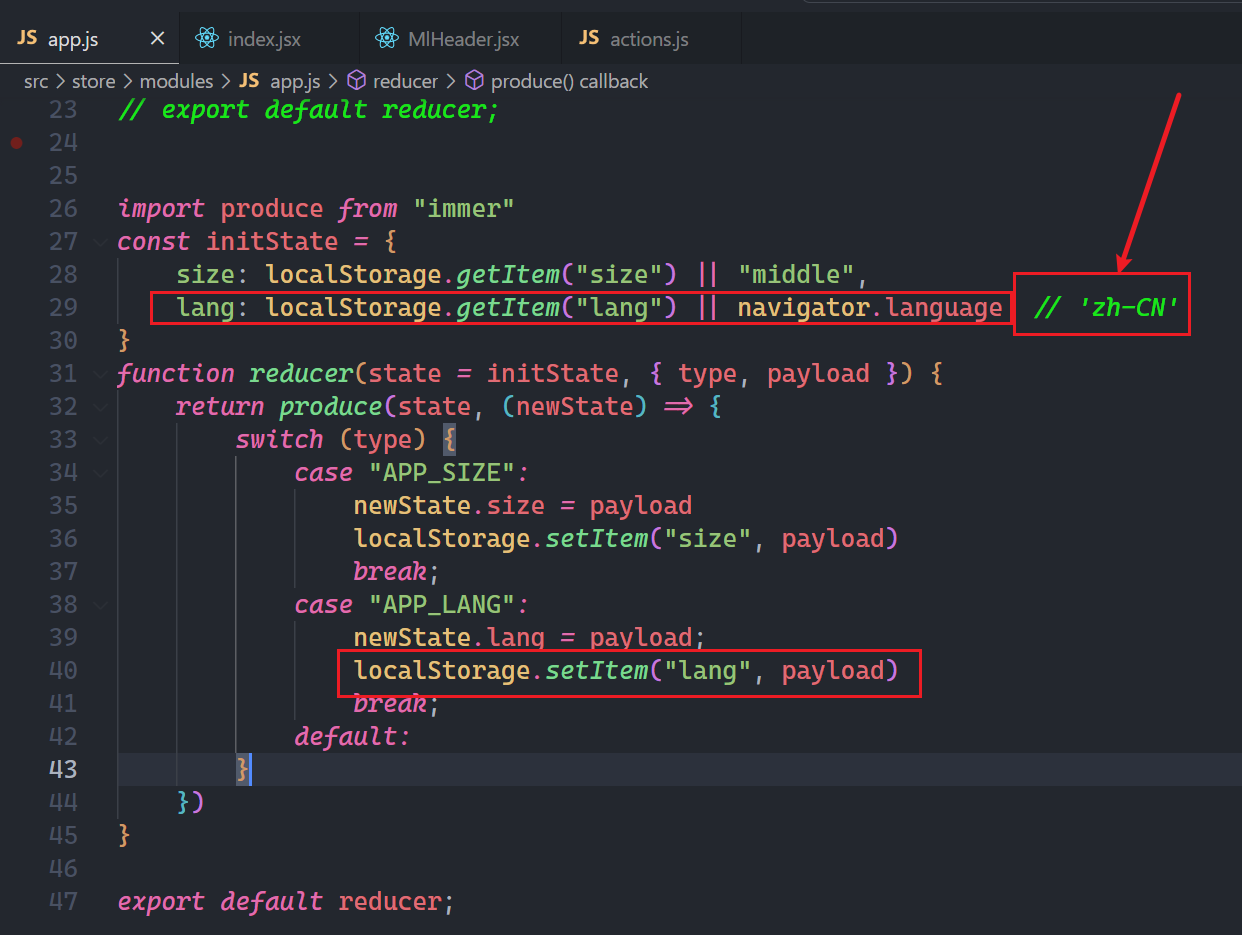 JS app.js × index.jsx MlHeader.jsx JS actions.js
src > store > modules > JS app.js > reducer > produce() callback
23 // export default reducer;
24
25
26 import produce from "immer"
27 const initState = {
28 size: localStorage.getItem("size") || "middle",
29 lang: localStorage.getItem("lang") || navigator.language // 'zh-CN'
30 }
31 function reducer(state = initState, { type, payload }) {
32 return produce(state, (newState) => {
33 switch (type) {
34 case "APP_SIZE":
35 newState.size = payload
36 localStorage.setItem("size", payload)
37 break;
38 case "APP_LANG":
39 newState.lang = payload;
40 localStorage.setItem("lang", payload)
41 break;
42 default:
43 }
44 })
45 }
46
47 export default reducer;